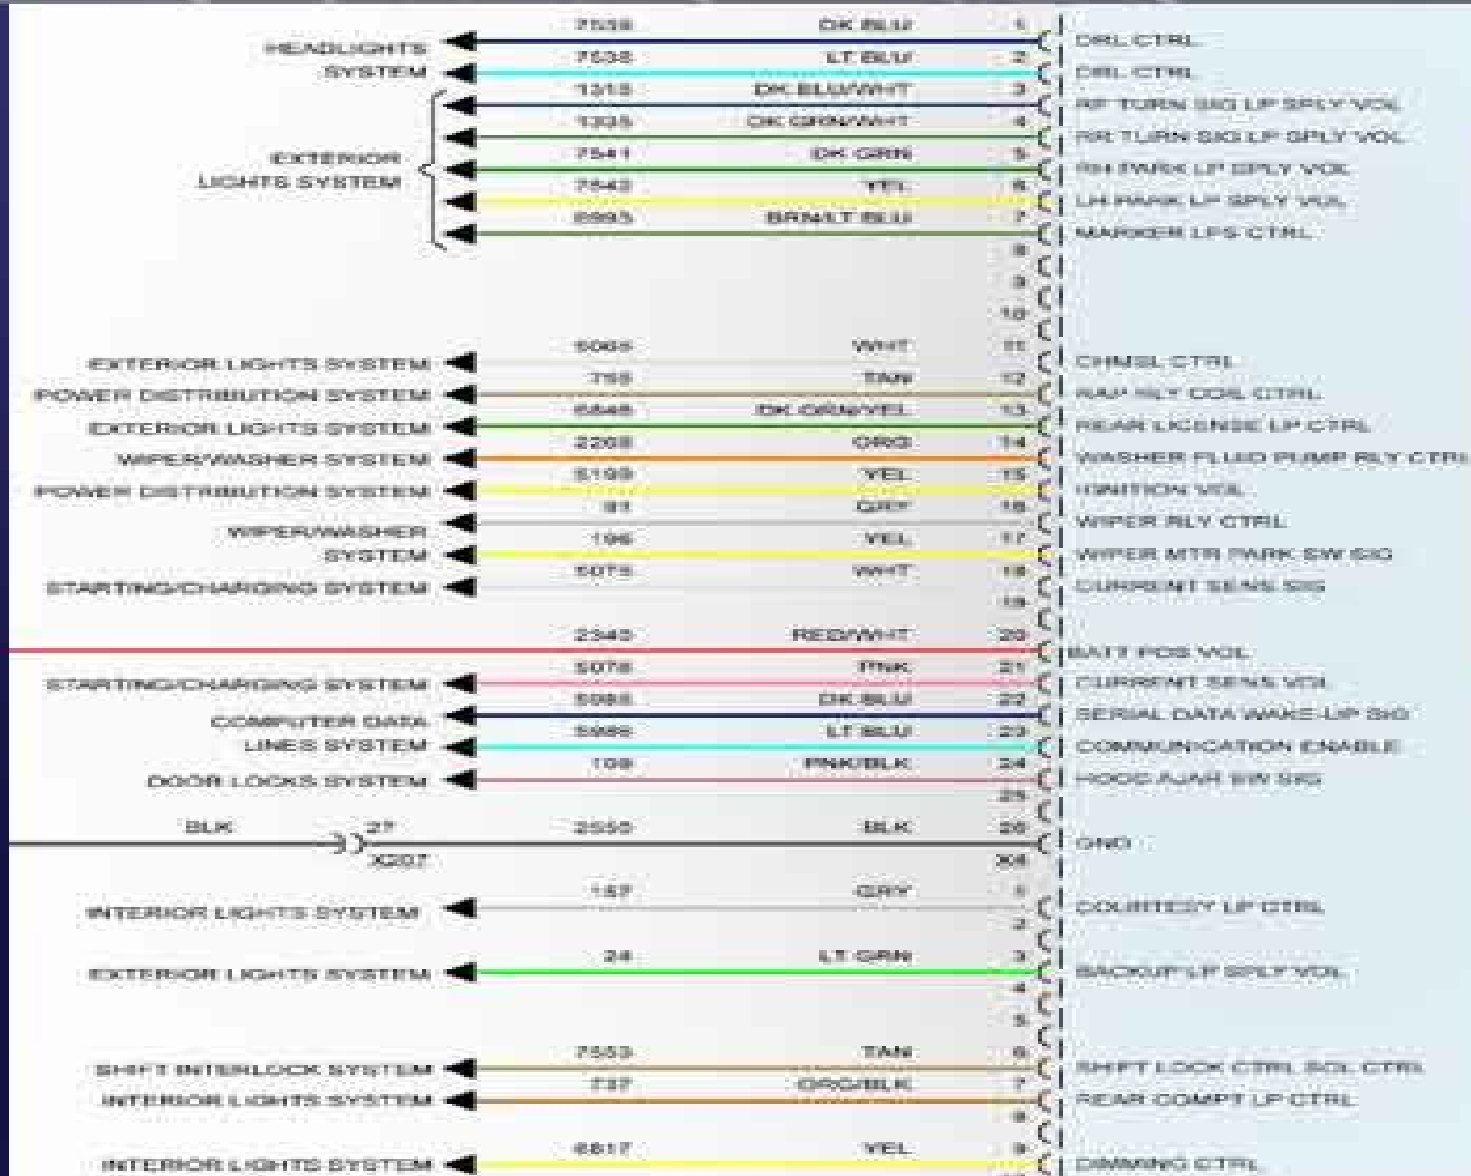 DK BLU 1 DRL CTRL
HEADLIGHTS SYSTEM
LT BLU 2 DRL CTRL
DK BLU/WHT 3 RF TURN SIG LP SPLY VOL
DK GRN/WHT 4 RR TURN SIG LP SPLY VOL
EXTERIOR LIGHTS SYSTEM
7541 DK GRN 5 RH PARK LP SPLY VOL
7542 YEL 6 LH PARK LP SPLY VOL
BRN/LT BLU 7 MARKER LPS CTRL
8
9
10
EXTERIOR LIGHTS SYSTEM WHT 11 CHMSL CTRL
POWER DISTRIBUTION SYSTEM TAN 12 RAP RLY COIL CTRL
EXTERIOR LIGHTS SYSTEM DK GRN/YEL 13 REAR LICENSE LP CTRL
WIPER/WASHER SYSTEM ORG 14 WASHER FLUID PUMP RLY CTRL
POWER DISTRIBUTION SYSTEM 5199 YEL 15 IGNITION VOL
WIPER/WASHER SYSTEM
GRY 16 WIPER RLY CTRL
196 YEL 17 WIPER MTR PARK SW SIG
STARTING/CHARGING SYSTEM WHT 18 CURRENT SENS SIG
19
2340 RED/WHT 20 BATT POS VOL
STARTING/CHARGING SYSTEM PNK 21 CURRENT SENS VOL
COMPUTER DATA LINES SYSTEM
DK BLU 22 SERIAL DATA WAKE-UP SIG
LT BLU 23 COMMUNICATION ENABLE
DOOR LOCKS SYSTEM 109 PNK/BLK 24 HOOD AJAR SW SIG
25
BLK 27 X207 BLK 26 GND
X4
INTERIOR LIGHTS SYSTEM 157 GRY 1 COURTESY LP CTRL
2
EXTERIOR LIGHTS SYSTEM 24 LT GRN 3 BACKUP LP SPLY VOL
4
5
SHIFT INTERLOCK SYSTEM 7553 TAN 6 SHIFT LOCK CTRL SOL CTRL
INTERIOR LIGHTS SYSTEM 737 ORG/BLK 7 REAR COMPT LP CTRL
8
INTERIOR LIGHTS SYSTEM 6817 YEL 9 DIMMING CTRL